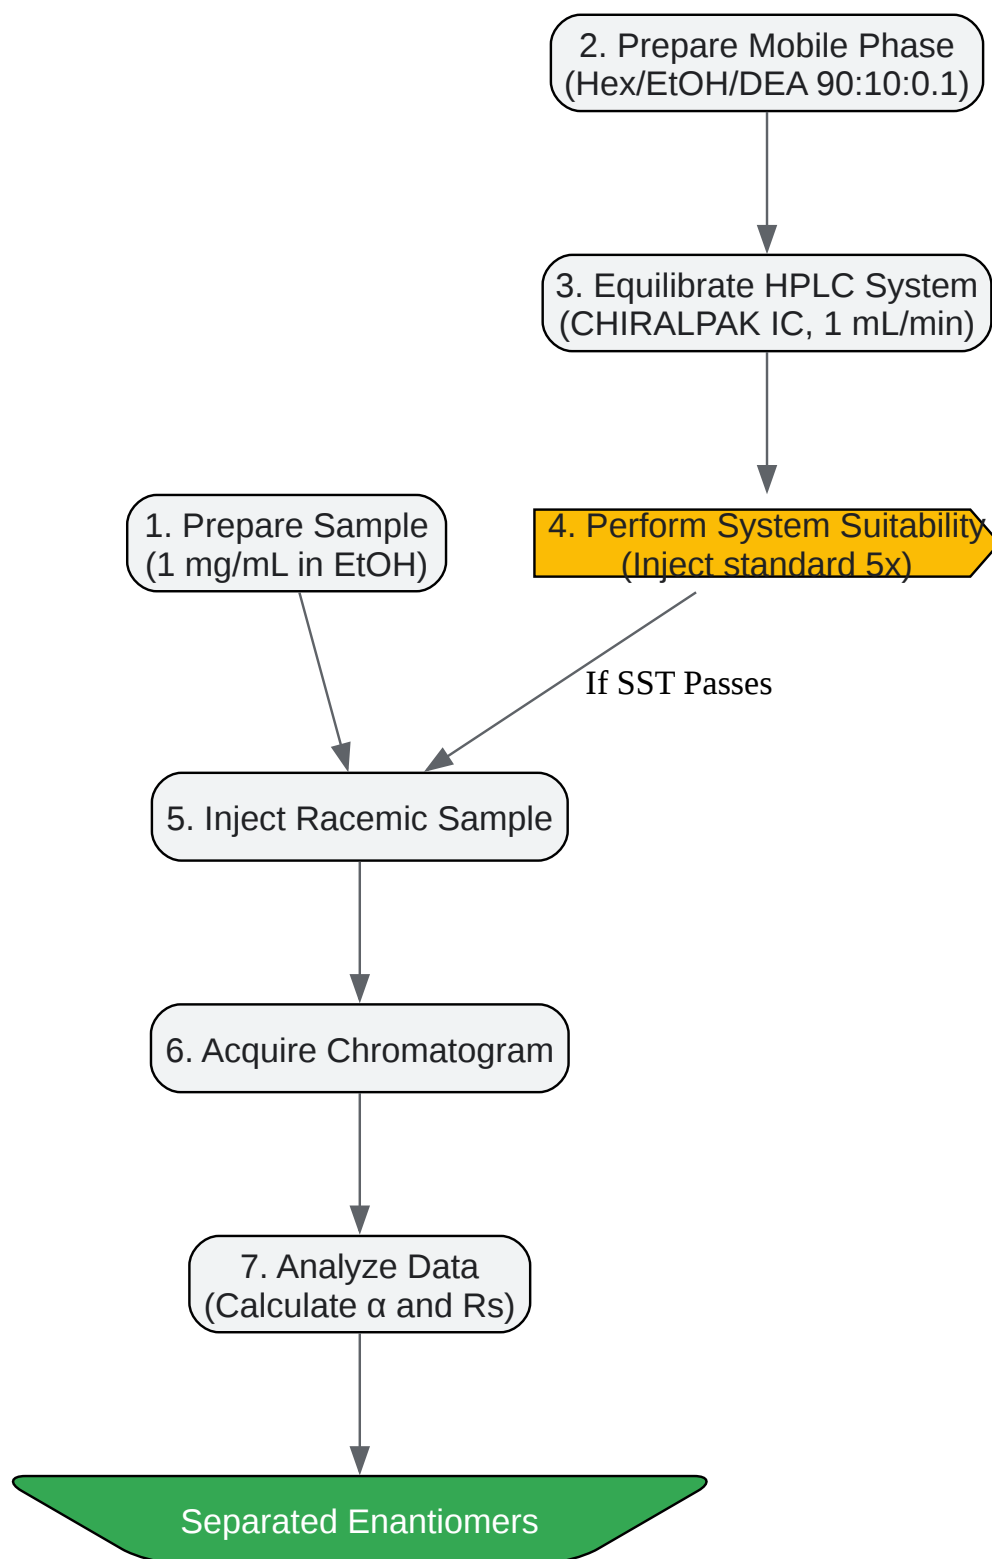 2. Prepare Mobile Phase
(Hex/EtOH/DEA 90:10:0.1)
3. Equilibrate HPLC System
(CHIRALPAK IC, 1 mL/min)
1. Prepare Sample
(1 mg/mL in EtOH)
4. Perform System Suitability
(Inject standard 5x)
If SST Passes
5. Inject Racemic Sample
6. Acquire Chromatogram
7. Analyze Data
(Calculate α and Rs)
Separated Enantiomers